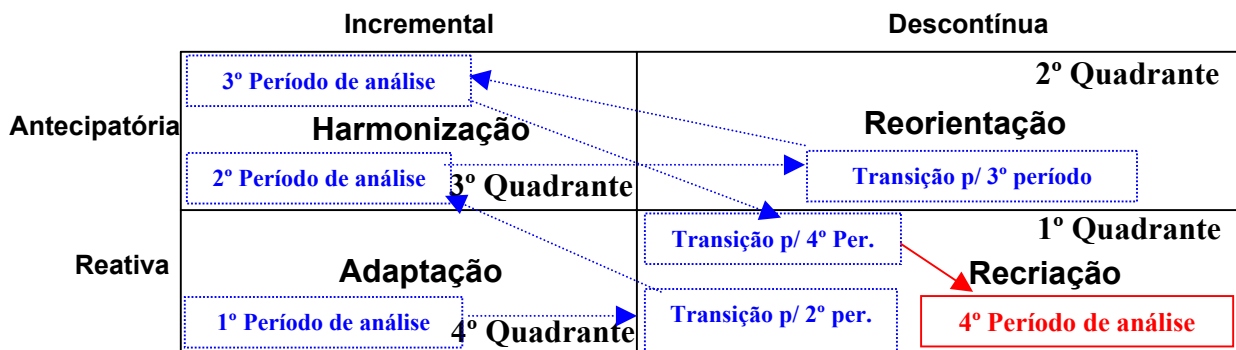 Incremental
Descontínua
3º Período de análise
2º Quadrante
Antecipatória
Harmonização
Reorientação
2º Período de análise
3º Quadrante
Transição p/ 3º período
Transição p/ 4º Per.
1º Quadrante
Reativa
Adaptação
Recriação
1º Período de análise
4º Quadrante
Transição p/ 2º per.
4º Período de análise